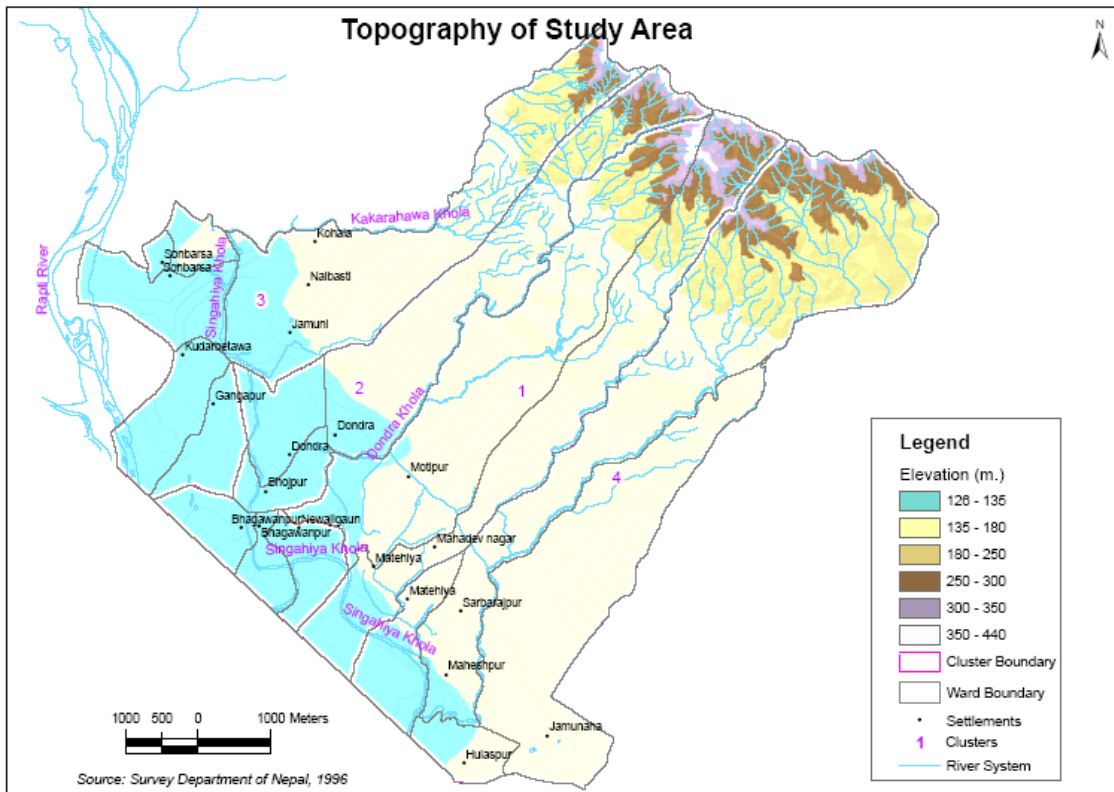 Topography of Study Area
N
Kakarahawa Khola
Kohala
Sonbarsa
Sonbarsa
Singahiya Khola
Rapti River
Nalbasti
3
Jamuni
Kudarbetawa
2
1
Gangapur
Dondra Khola
Dondra
Dondra
Motipur
4
Bhojpur
Bhagawanpur
Newajigaun
Bhagawanpur
Singahiya Khola
Mahadev nagar
Matehiya
Matehiya
Sarbarajpur
Singahiya Khola
Maheshpur
Jamunaha
Hulaspur
1000 500 0 1000 Meters
Source: Survey Department of Nepal, 1996
Legend
Elevation (m.)
126 - 135
135 - 180
180 - 250
250 - 300
300 - 350
350 - 440
Cluster Boundary
Ward Boundary
Settlements
1 Clusters
River System